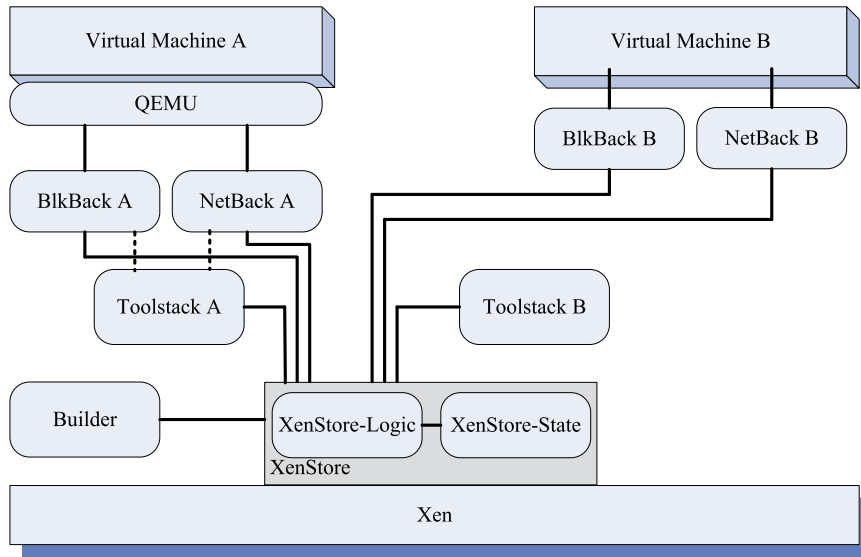 Virtual Machine A
Virtual Machine B
QEMU
BlkBack B
NetBack B
BlkBack A
NetBack A
Toolstack A
Toolstack B
Builder
XenStore-Logic
XenStore-State
XenStore
Xen